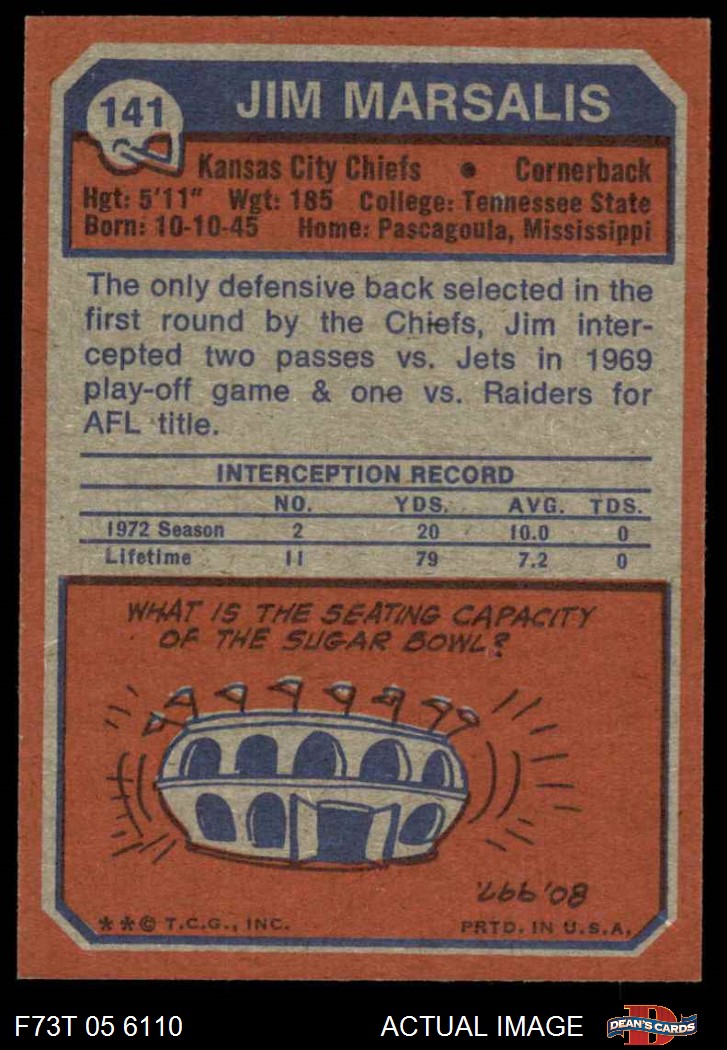 141
JIM MARSALIS
Kansas City Chiefs • Cornerback
Hgt: 5'11" Wgt: 185 College: Tennessee State
Born: 10-10-45 Home: Pascagoula, Mississippi
The only defensive back selected in the
first round by the Chiefs, Jim inter-
cepted two passes vs. Jets in 1969
play-off game & one vs. Raiders for
AFL title.
INTERCEPTION RECORD
NO. YDS. AVG. TDS.
1972 Season 2 20 10.0 0
Lifetime 11 79 7.2 0
WHAT IS THE SEATING CAPACITY
OF THE SUGAR BOWL?
80,997.
**© T.C.G., INC. PRTD. IN U.S.A.
F73T 05 6110 ACTUAL IMAGE D DEAN'S CARDS